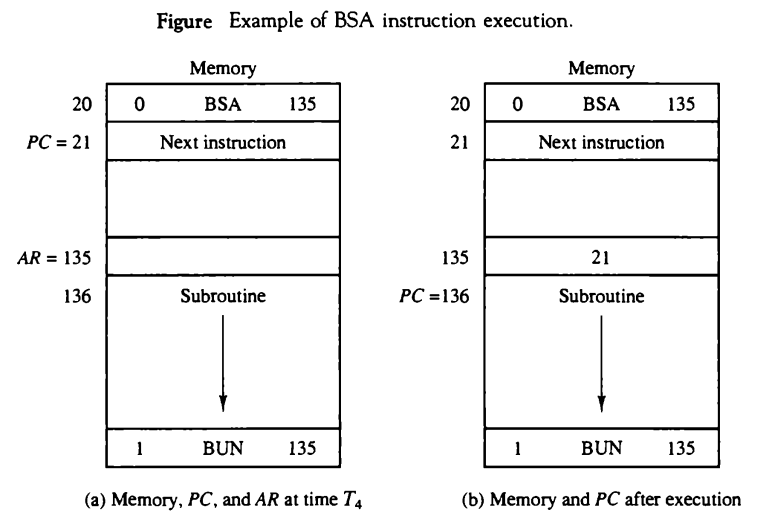 Figure Example of BSA instruction execution.
Memory
20 0 BSA 135
PC = 21 Next instruction
AR = 135
136 Subroutine
1 BUN 135
(a) Memory, PC, and AR at time T4
Memory
20 0 BSA 135
21 Next instruction
135 21
PC =136 Subroutine
1 BUN 135
(b) Memory and PC after execution